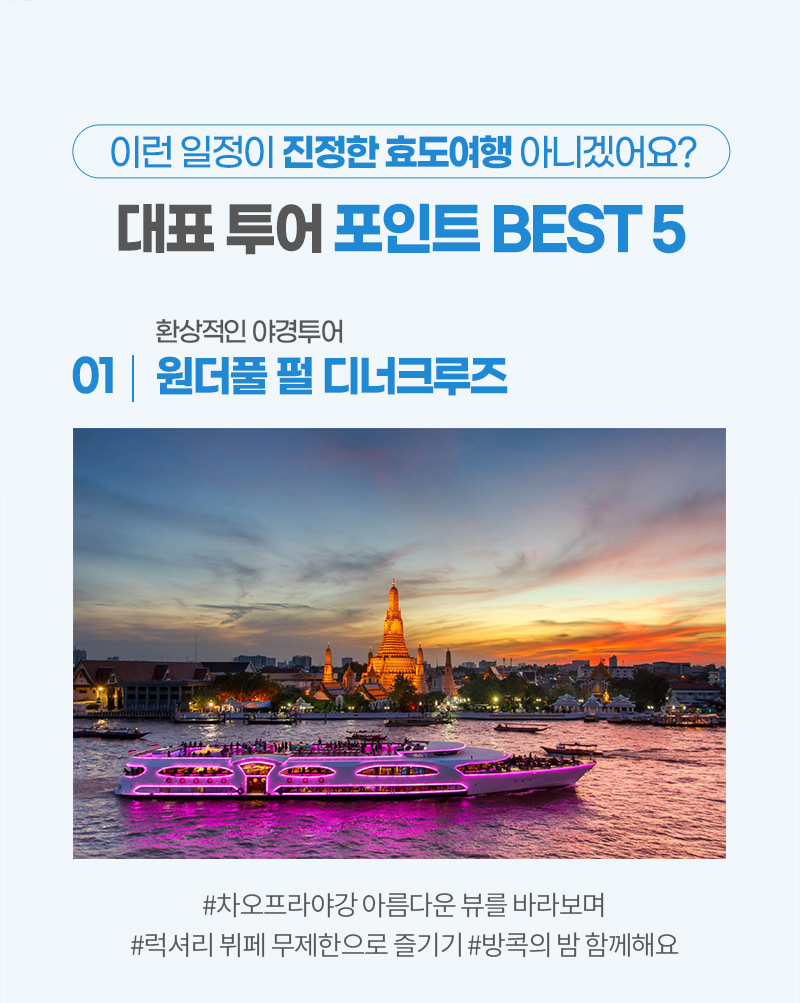 이런 일정이 진정한 효도여행 아니겠어요?
대표 투어 포인트 BEST 5
환상적인 야경투어
01 | 원더풀 펄 디너크루즈
#차오프라야강 아름다운 뷰를 바라보며
#럭셔리 뷔페 무제한으로 즐기기 #방콕의 밤 함께해요